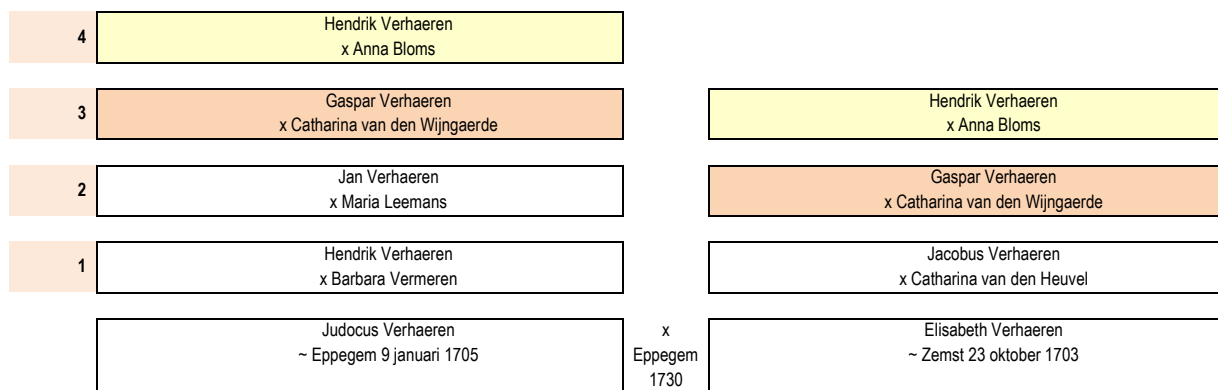 4
Hendrik Verhaeren
x Anna Bloms
3
Gaspar Verhaeren
x Catharina van den Wijngaerde
Hendrik Verhaeren
x Anna Bloms
2
Jan Verhaeren
x Maria Leemans
Gaspar Verhaeren
x Catharina van den Wijngaerde
1
Hendrik Verhaeren
x Barbara Vermeren
Jacobus Verhaeren
x Catharina van den Heuvel
Judocus Verhaeren
~ Eppegem 9 januari 1705
x
Eppegem
1730
Elisabeth Verhaeren
~ Zemst 23 oktober 1703